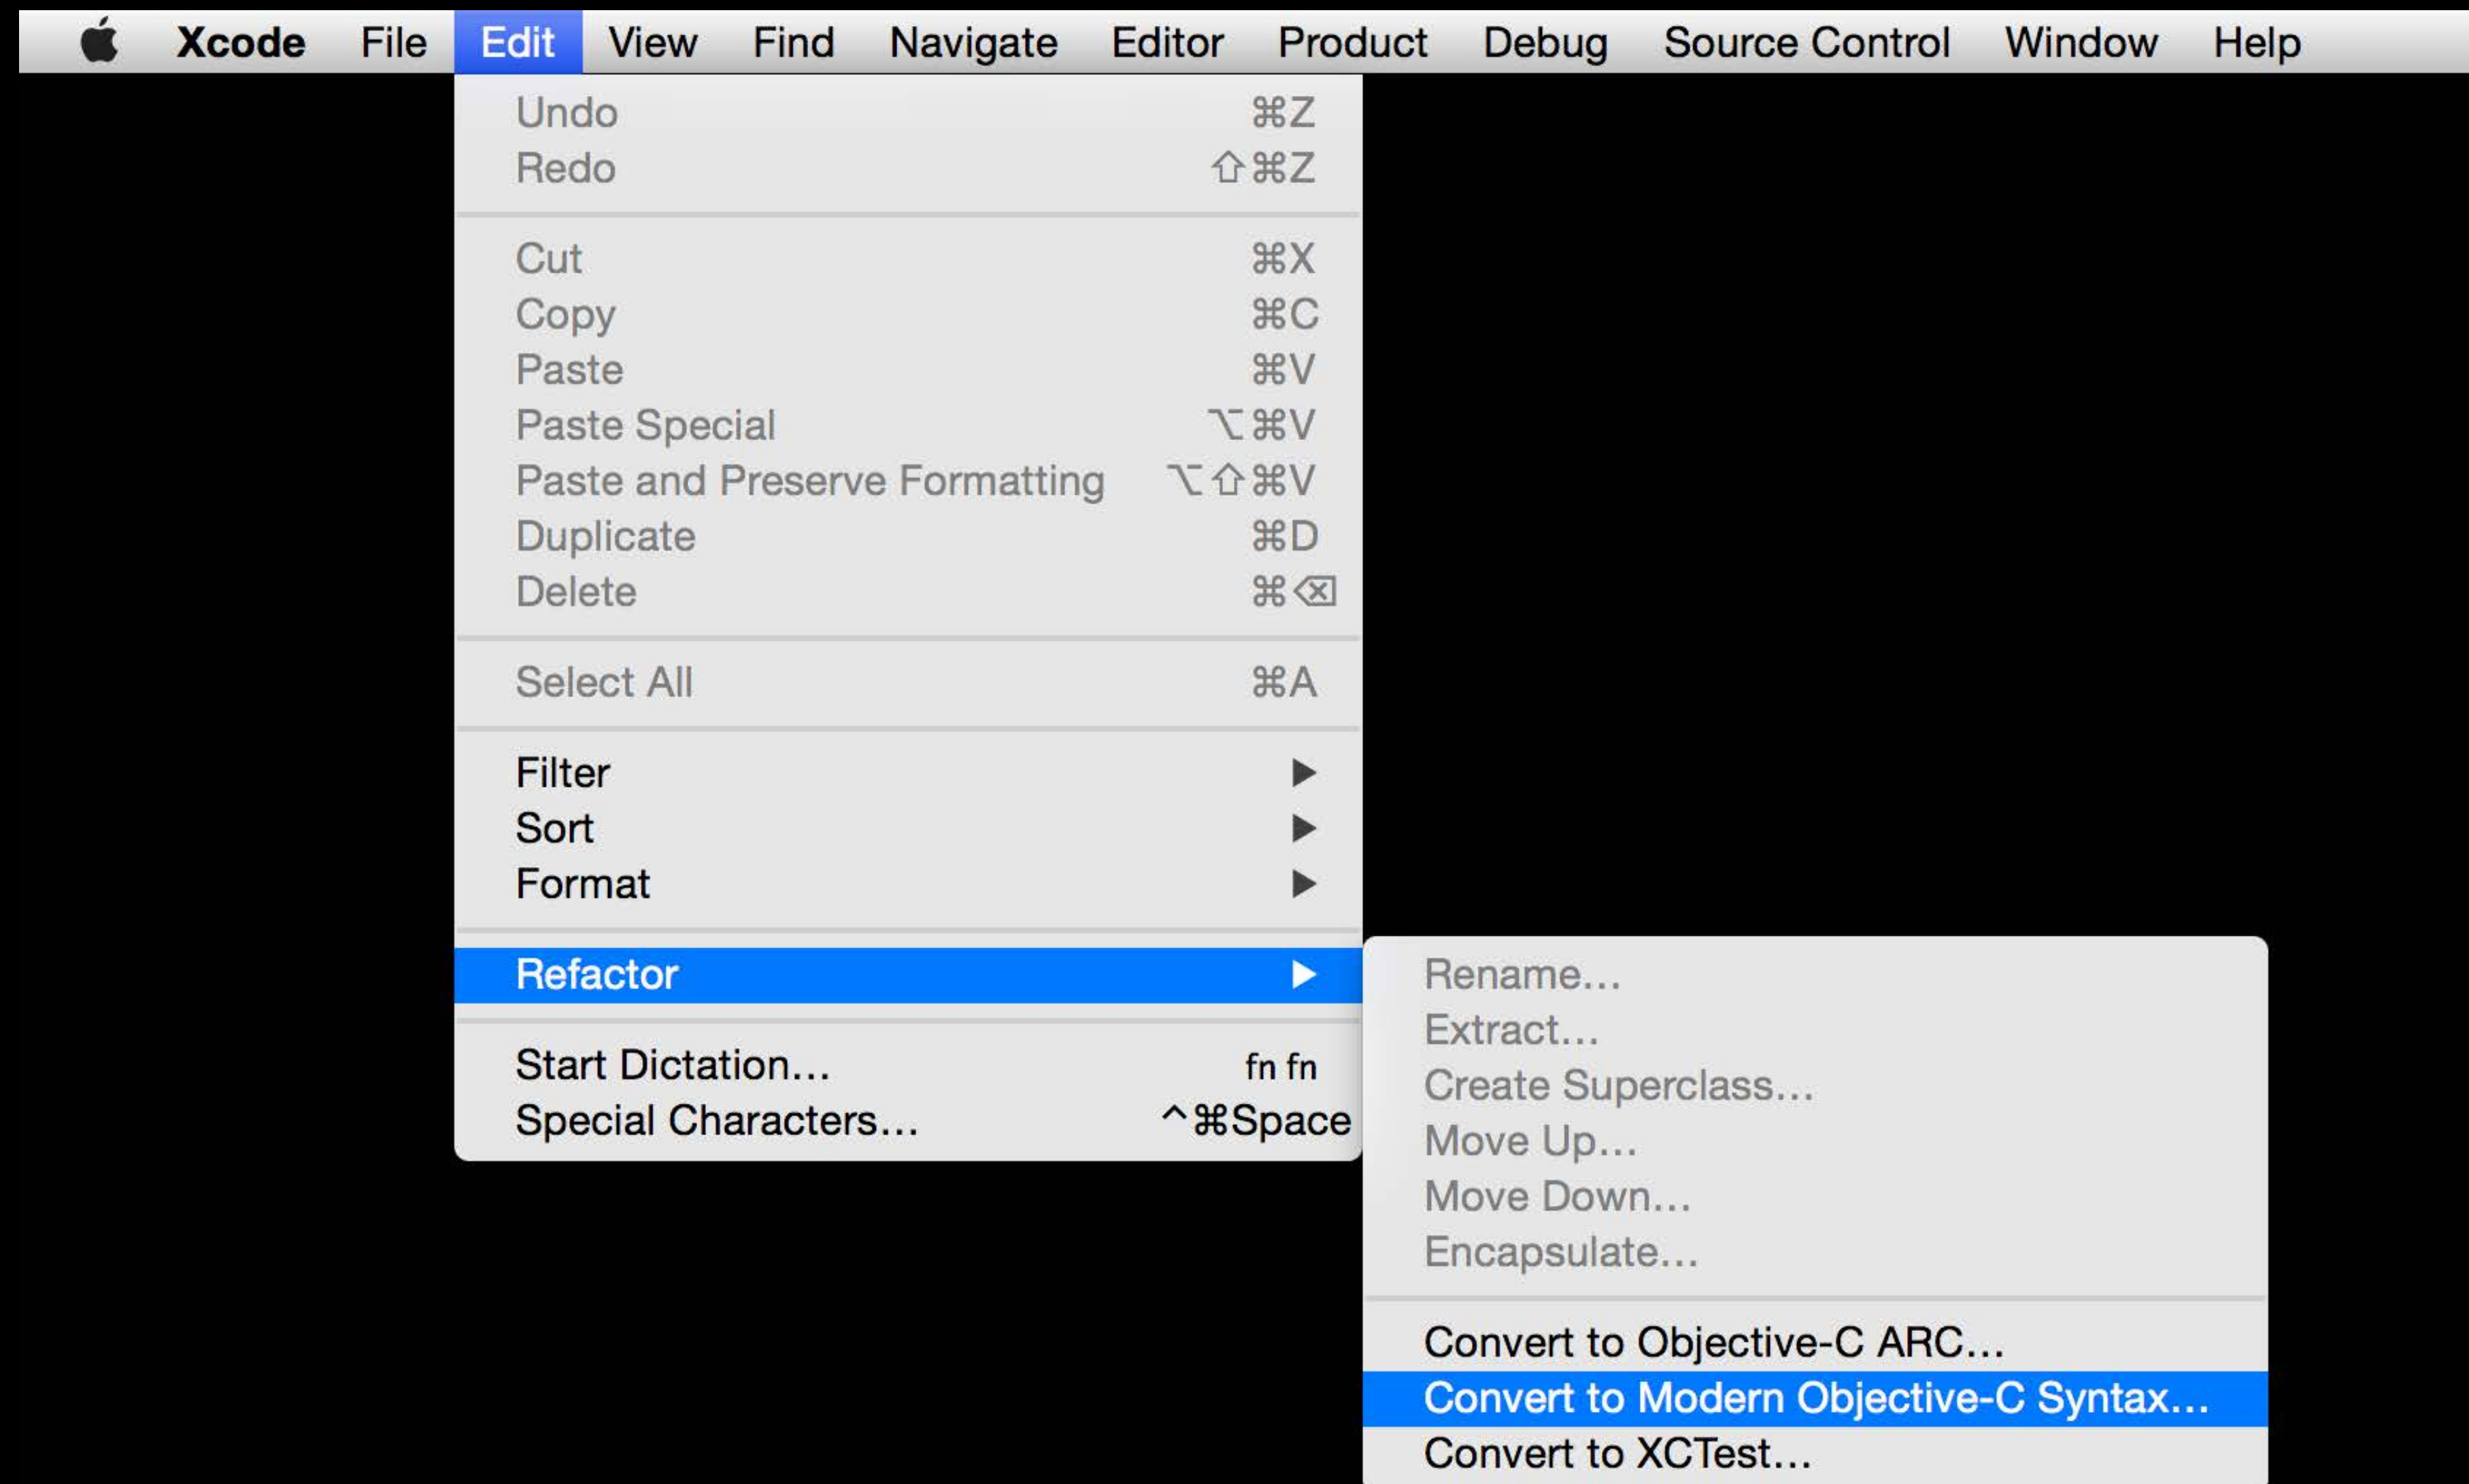 Xcode File Edit View Find Navigate Editor Product Debug Source Control Window Help
Undo ⌘Z
Redo ⇧⌘Z
Cut ⌘X
Copy ⌘C
Paste ⌘V
Paste Special ⌥⌘V
Paste and Preserve Formatting ⌥⇧⌘V
Duplicate ⌘D
Delete ⌘⌫
Select All ⌘A
Filter ▶
Sort ▶
Format ▶
Refactor ▶
Start Dictation… fn fn
Special Characters… ^⌘Space
Rename…
Extract…
Create Superclass…
Move Up…
Move Down…
Encapsulate…
Convert to Objective-C ARC…
Convert to Modern Objective-C Syntax…
Convert to XCTest…